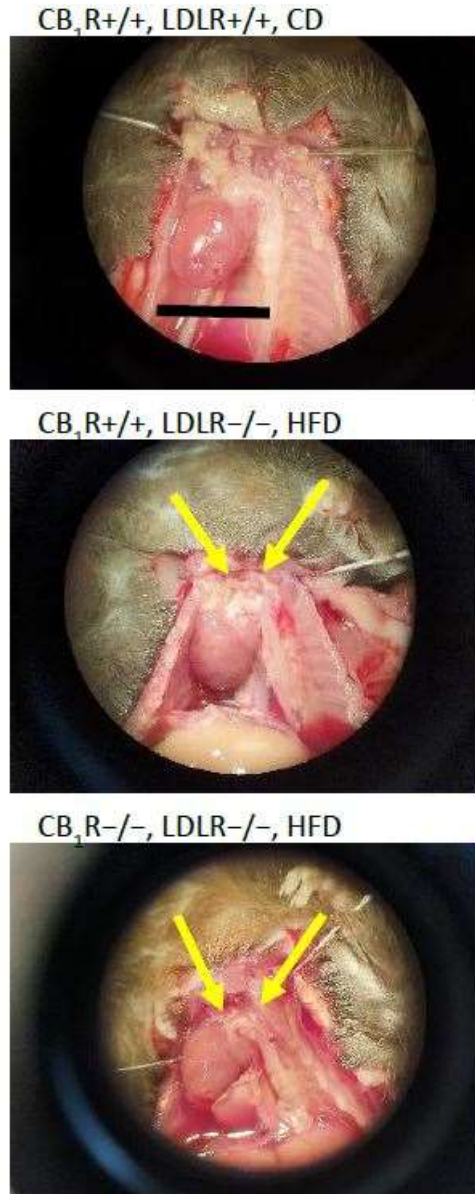 CB₁R+/+, LDLR+/+, CD
CB₁R+/+, LDLR−/−, HFD
CB₁R−/−, LDLR−/−, HFD